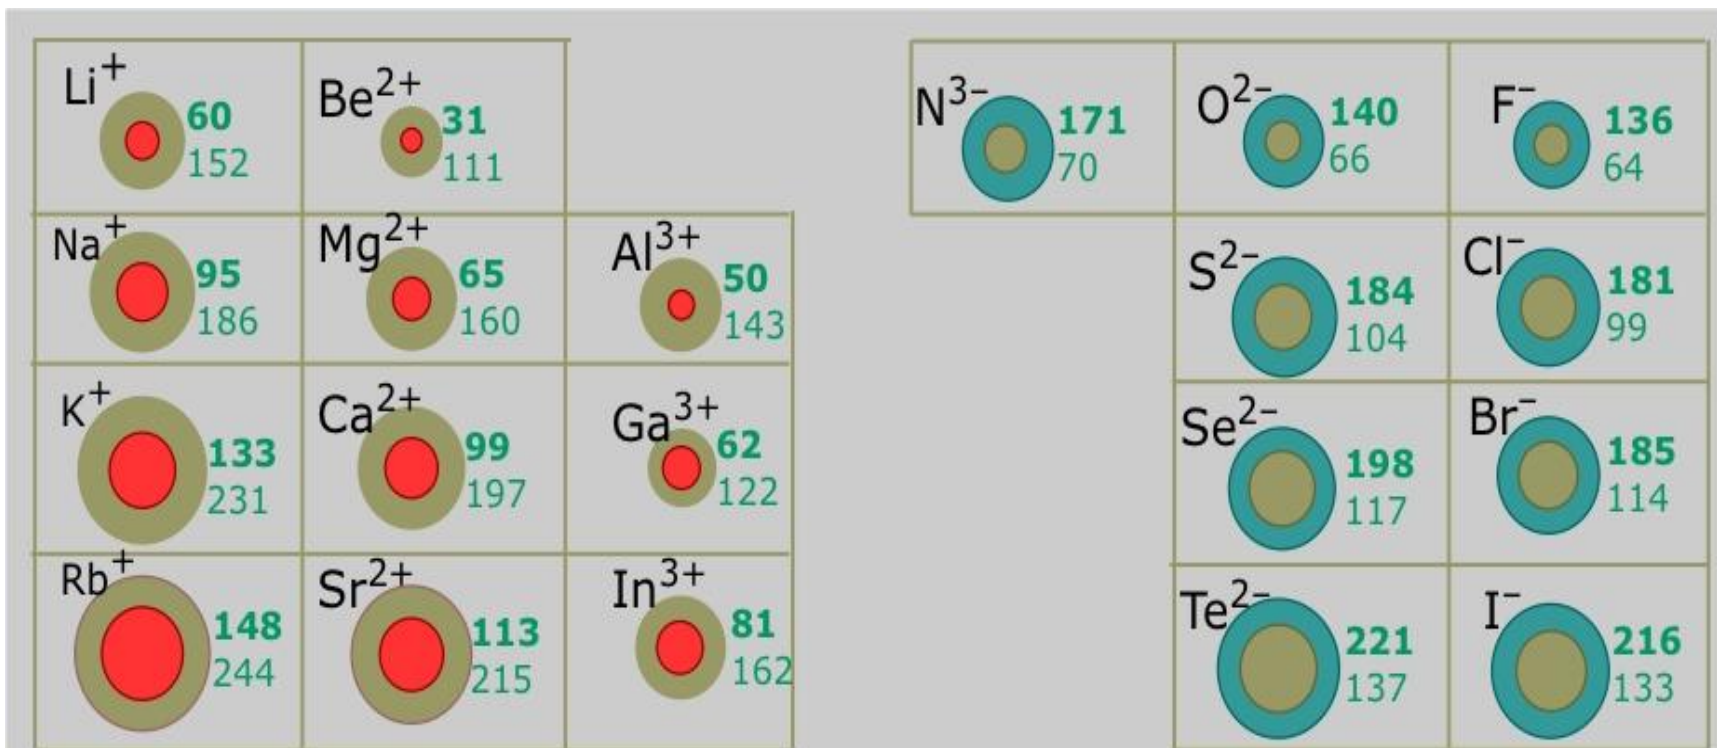 Li⁺ 60 152
Be²⁺ 31 111
N³⁻ 171 70
O²⁻ 140 66
F⁻ 136 64
Na⁺ 95 186
Mg²⁺ 65 160
Al³⁺ 50 143
S²⁻ 184 104
Cl⁻ 181 99
K⁺ 133 231
Ca²⁺ 99 197
Ga³⁺ 62 122
Se²⁻ 198 117
Br⁻ 185 114
Rb⁺ 148 244
Sr²⁺ 113 215
In³⁺ 81 162
Te²⁻ 221 137
I⁻ 216 133